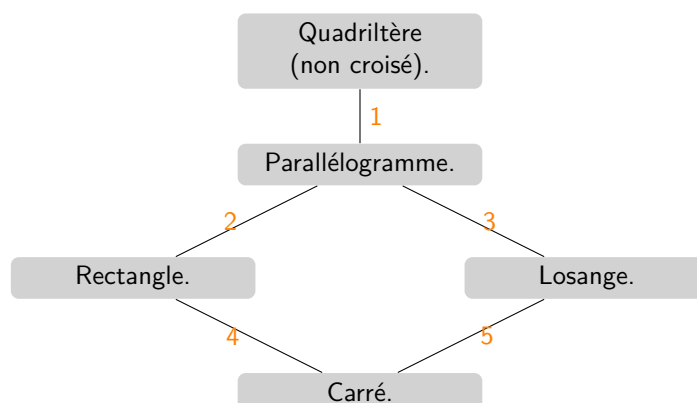 Quadriltère
(non croisé).
1
Parallélogramme.
2
3
Rectangle.
Losange.
4
5
Carré.